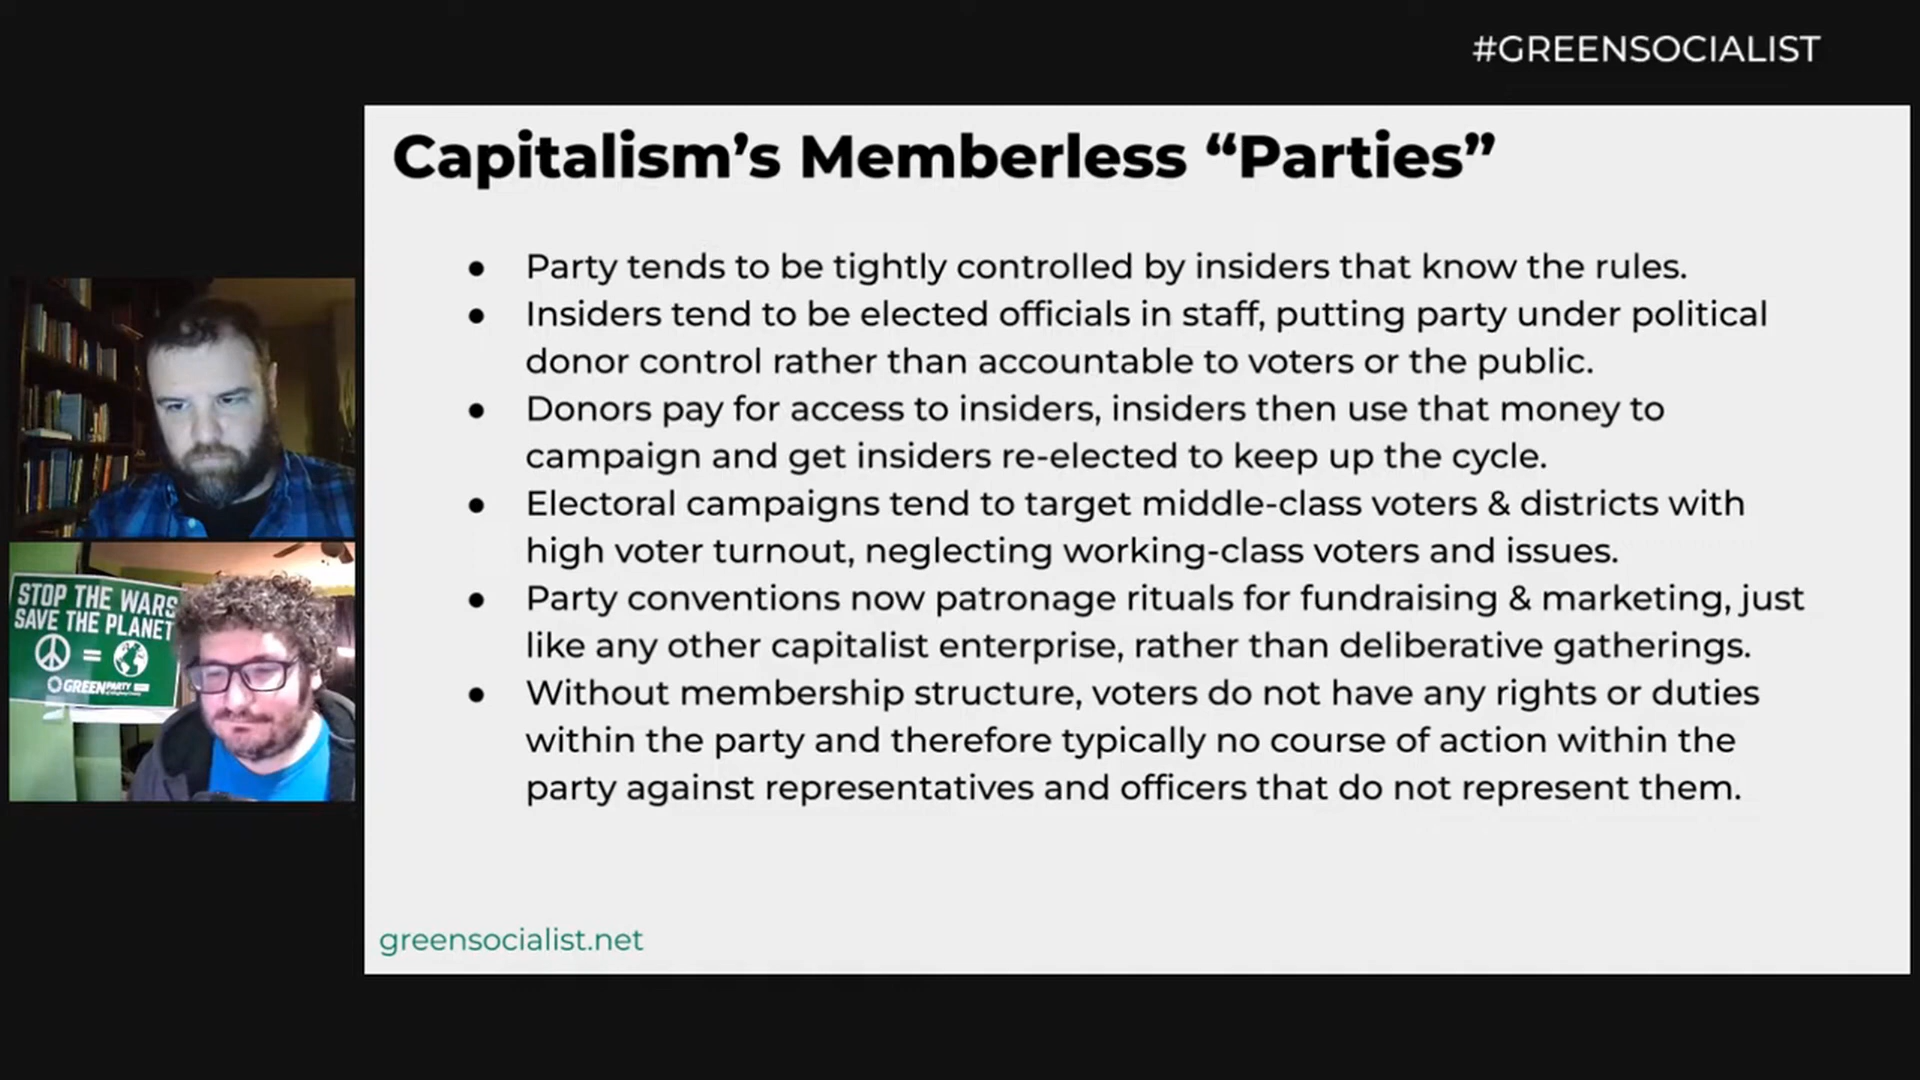 #GREENSOCIALIST
Capitalism’s Memberless “Parties”
● Party tends to be tightly controlled by insiders that know the rules.
● Insiders tend to be elected officials in staff, putting party under political
donor control rather than accountable to voters or the public.
● Donors pay for access to insiders, insiders then use that money to
campaign and get insiders re-elected to keep up the cycle.
● Electoral campaigns tend to target middle-class voters & districts with
high voter turnout, neglecting working-class voters and issues.
● Party conventions now patronage rituals for fundraising & marketing, just
like any other capitalist enterprise, rather than deliberative gatherings.
● Without membership structure, voters do not have any rights or duties
within the party and therefore typically no course of action within the
party against representatives and officers that do not represent them.
greensocialist.net
STOP THE WARS
SAVE THE PLANET
=
GREENPARTY